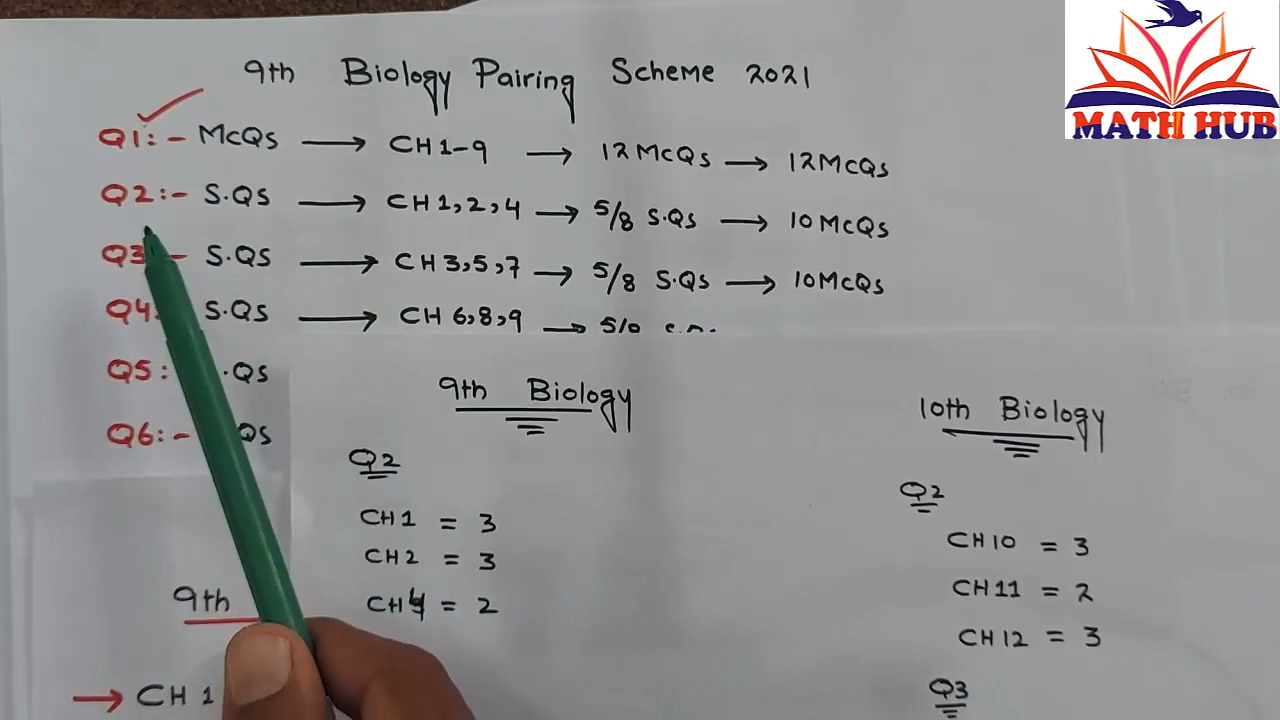 9th Biology Pairing Scheme 2021
MATH HUB
Q1:- MCQS → CH 1-9 → 12 MCQS → 12 MCQS
Q2:- S.QS → CH 1,2,4 → 5/8 S.QS → 10 MCQS
Q3 - S.QS → CH 3,5,7 → 5/8 S.QS → 10 MCQS
Q4: S.QS → CH 6,8,9 →
Q5: .QS
Q6:- QS
9th Biology
Q2
CH 1 = 3
CH 2 = 3
CH 4 = 2
10th Biology
Q2
CH 10 = 3
CH 11 = 2
CH 12 = 3
Q3
9th
→ CH 1